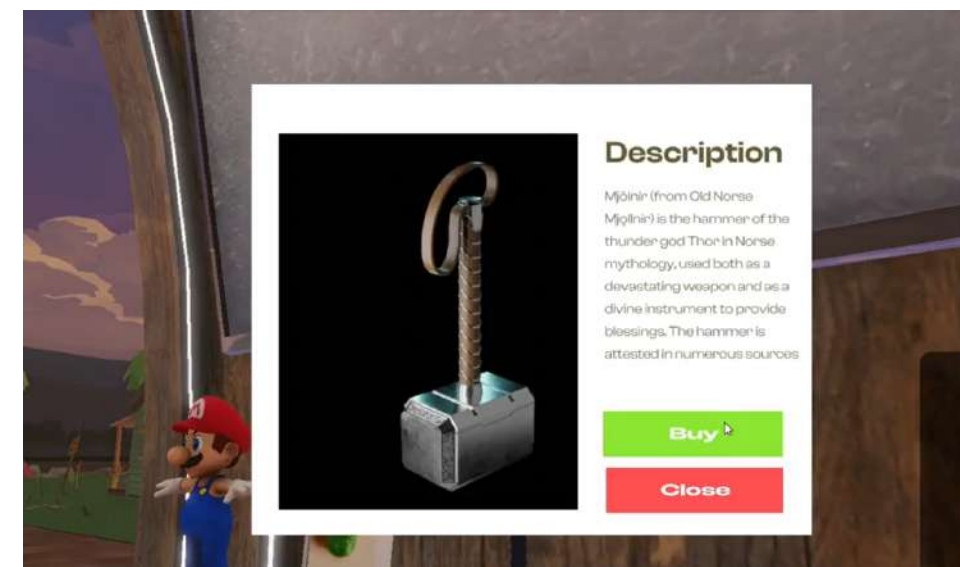 Description
Mjölnir (from Old Norse
Mjǫllnir) is the hammer of the
thunder god Thor in Norse
mythology, used both as a
devastating weapon and as a
divine instrument to provide
blessings. The hammer is
attested in numerous sources
Buy
Close